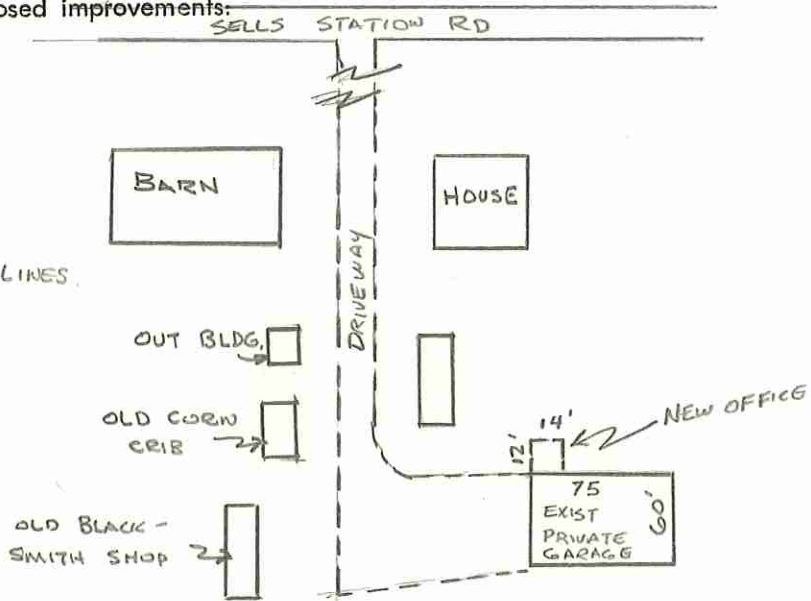 osed improvements:
SELLS STATION RD
BARN
HOUSE
LINES.
DRIVEWAY
OUT BLDG.
OLD CORN
CRIB
14'
12'
NEW OFFICE
75
60'
EXIST
PRIVATE
GARAGE
OLD BLACK-
SMITH SHOP